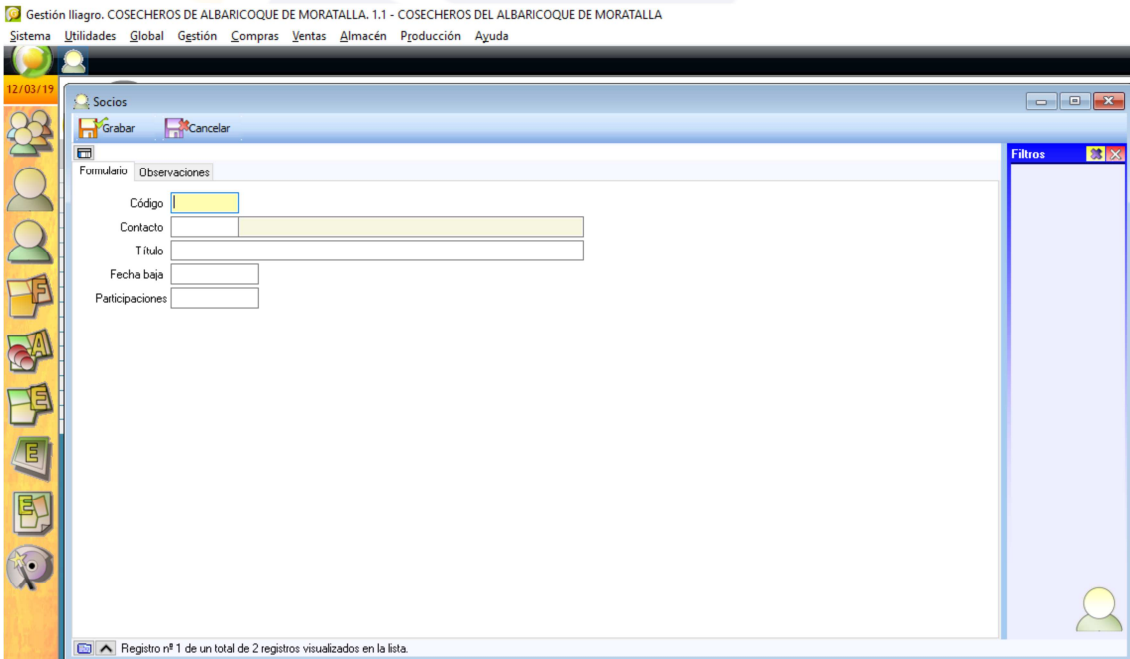 Gestión Iliagro. COSECHEROS DE ALBARICOQUE DE MORATALLA. 1.1 - COSECHEROS DEL ALBARICOQUE DE MORATALLA
Sistema Utilidades Global Gestión Compras Ventas Almacén Producción Ayuda
12/03/19
Socios
Grabar Cancelar
Filtros
Formulario Observaciones
Código
Contacto
Título
Fecha baja
Participaciones
F
A
E
E
E
Registro nº 1 de un total de 2 registros visualizados en la lista.